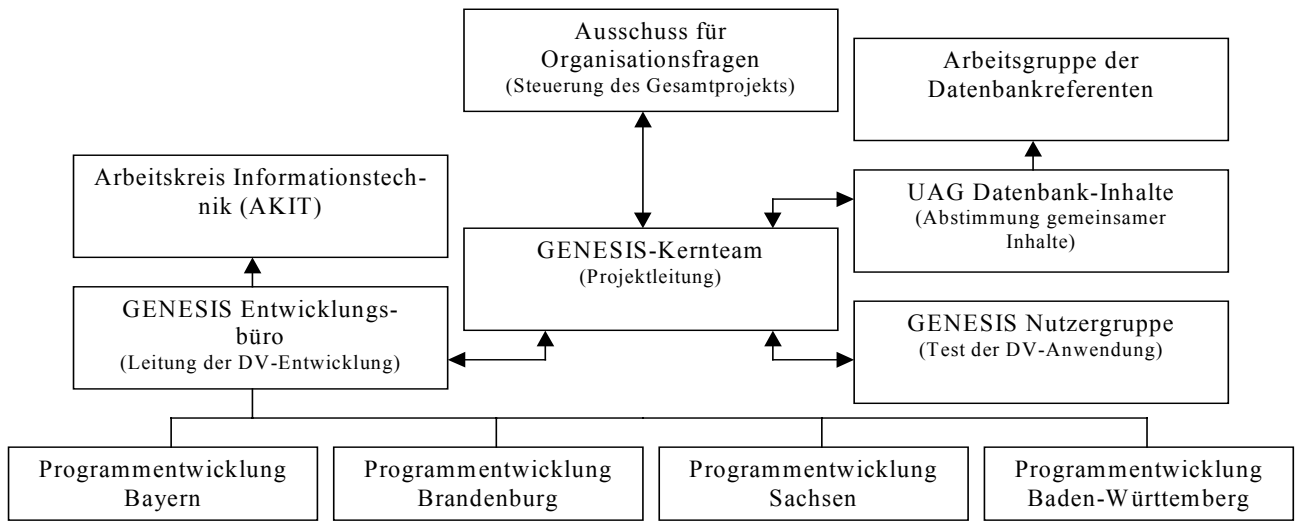 Ausschuss für
Organisationsfragen
(Steuerung des Gesamtprojekts)
Arbeitsgruppe der
Datenbankreferenten
Arbeitskreis Informationstech-
nik (AKIT)
UAG Datenbank-Inhalte
(Abstimmung gemeinsamer
Inhalte)
GENESIS-Kernteam
(Projektleitung)
GENESIS Entwicklungs-
büro
(Leitung der DV-Entwicklung)
GENESIS Nutzergruppe
(Test der DV-Anwendung)
Programmentwicklung
Bayern
Programmentwicklung
Brandenburg
Programmentwicklung
Sachsen
Programmentwicklung
Baden-Württemberg